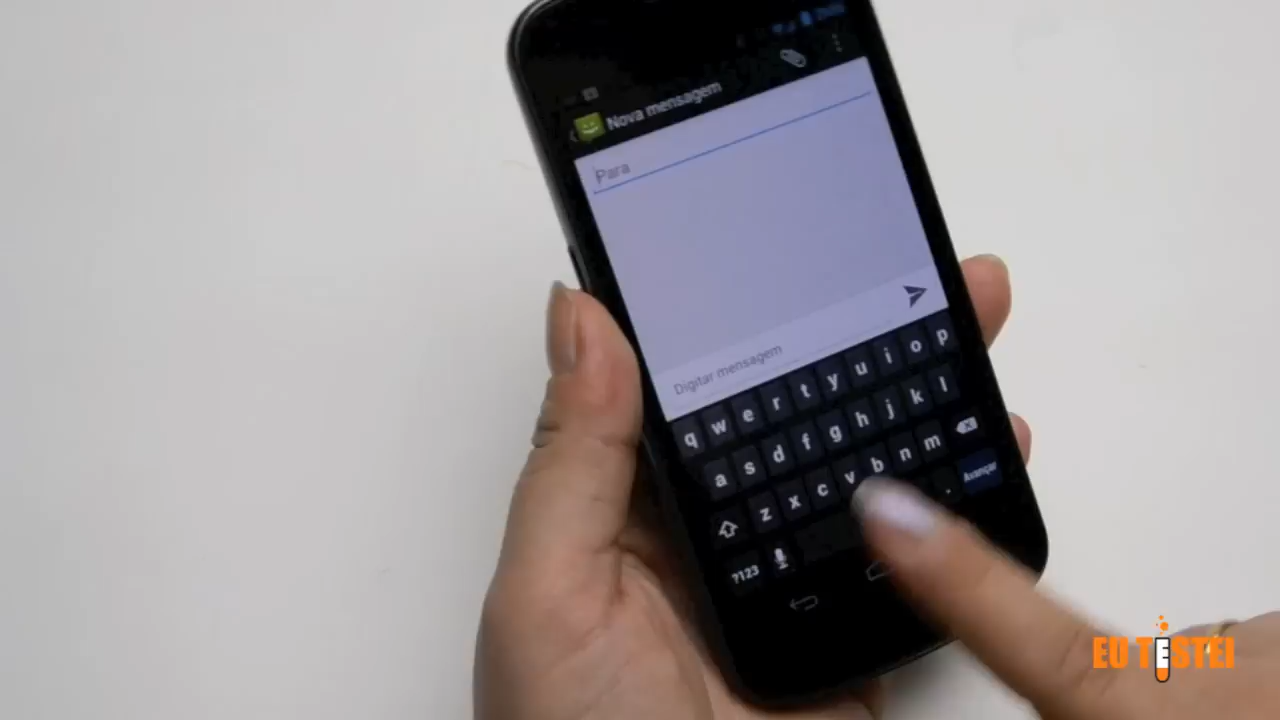 Nova mensagem
Para
Digitar mensagem
q w e r t y u i o p
a s d f g h j k l
z x c v b n m
?123 . Avançar
EU TESTEI